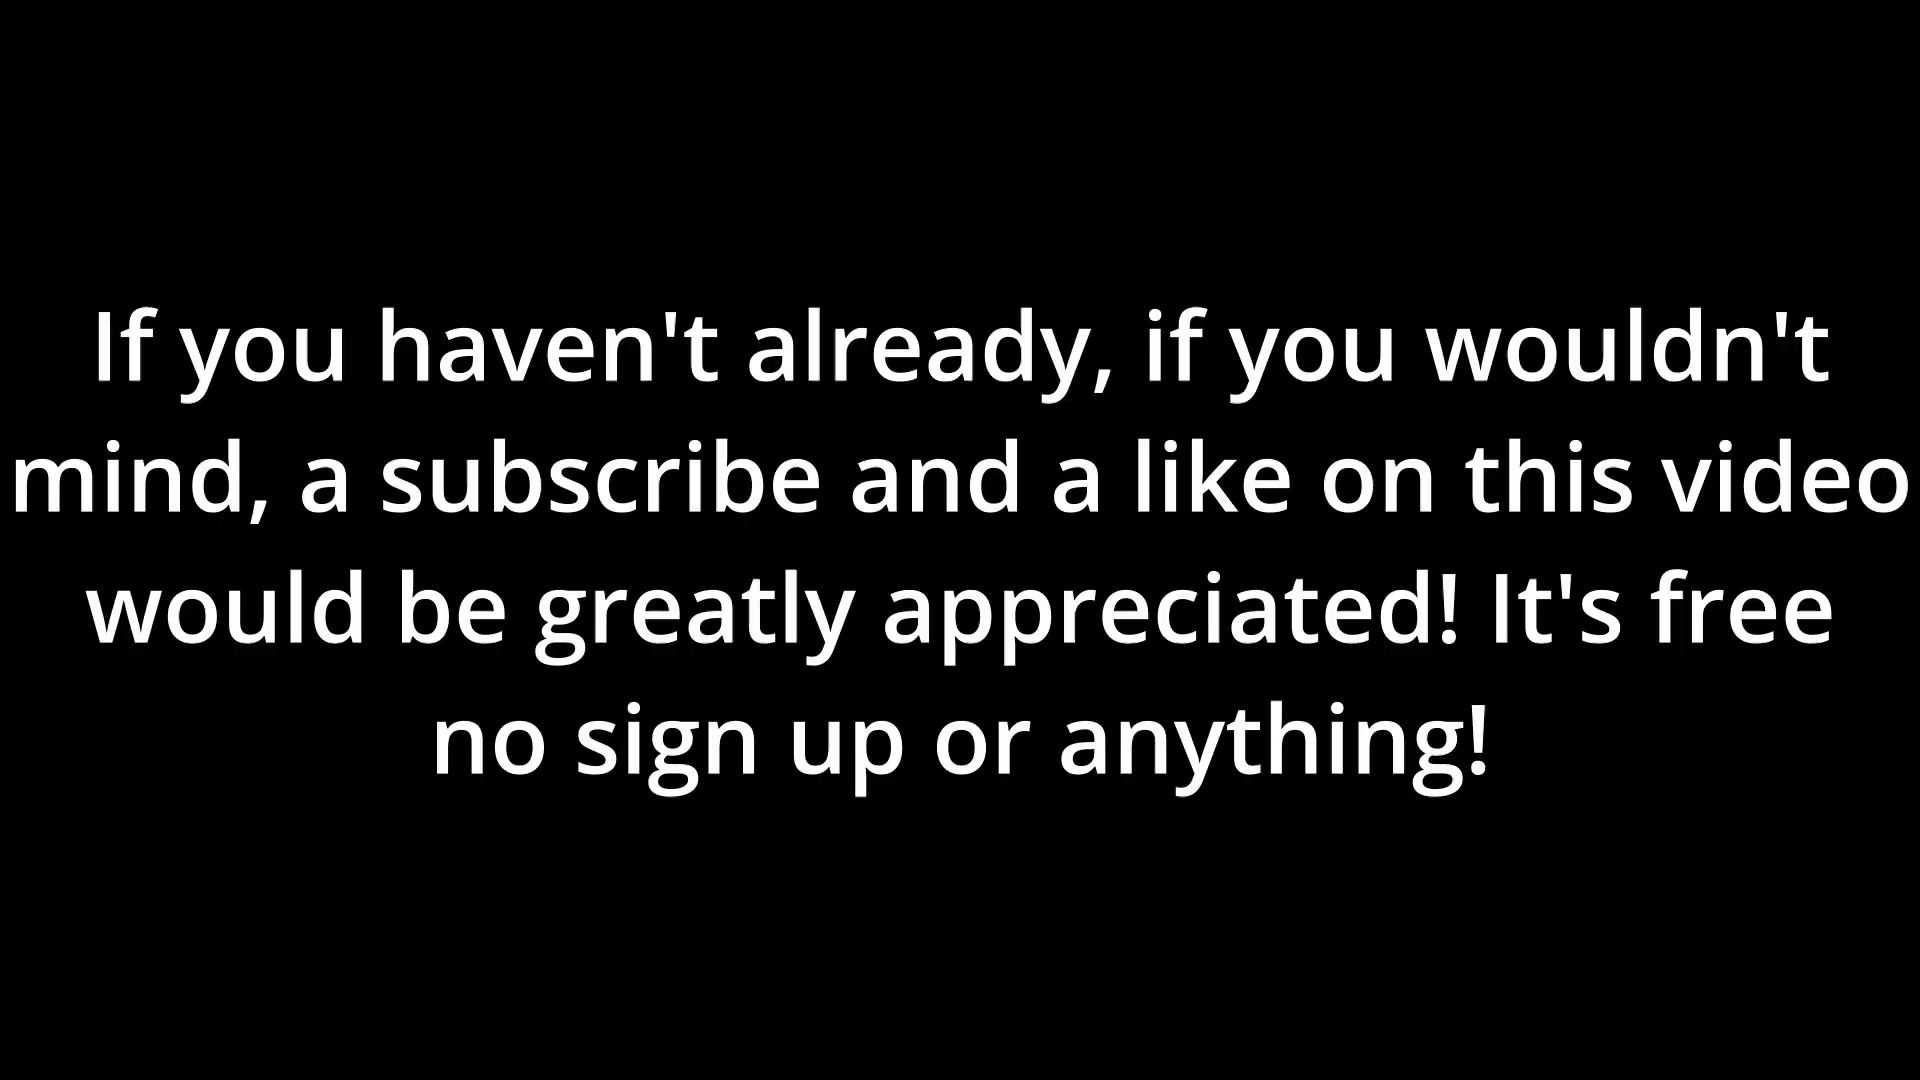 If you haven't already, if you wouldn't
mind, a subscribe and a like on this video
would be greatly appreciated! It's free
no sign up or anything!